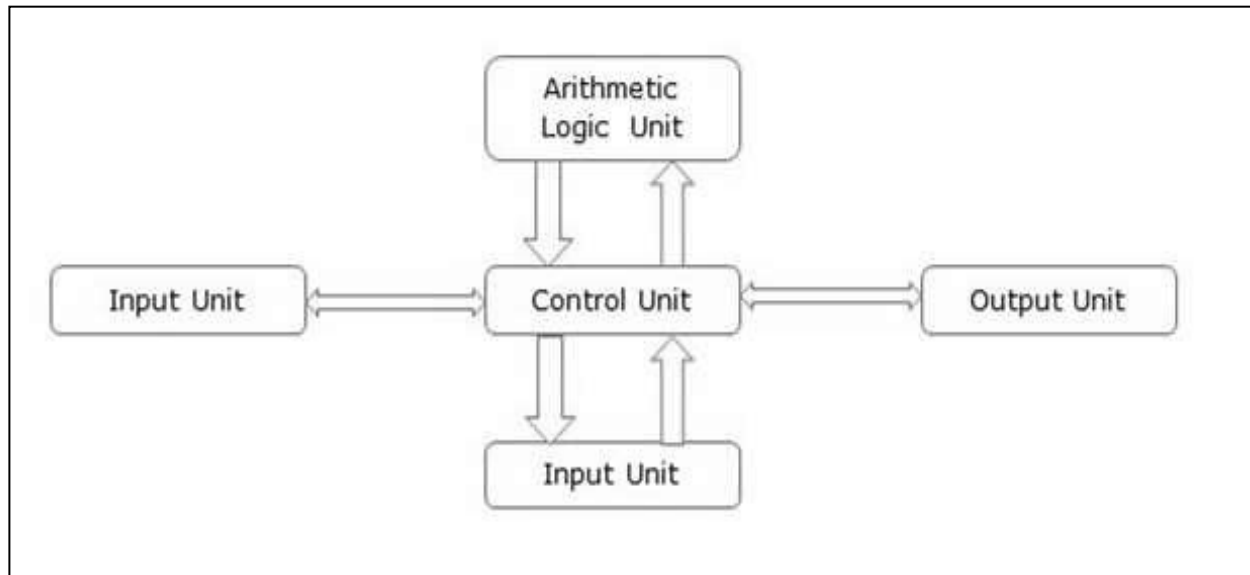 Arithmetic
Logic Unit
Input Unit
Control Unit
Output Unit
Input Unit